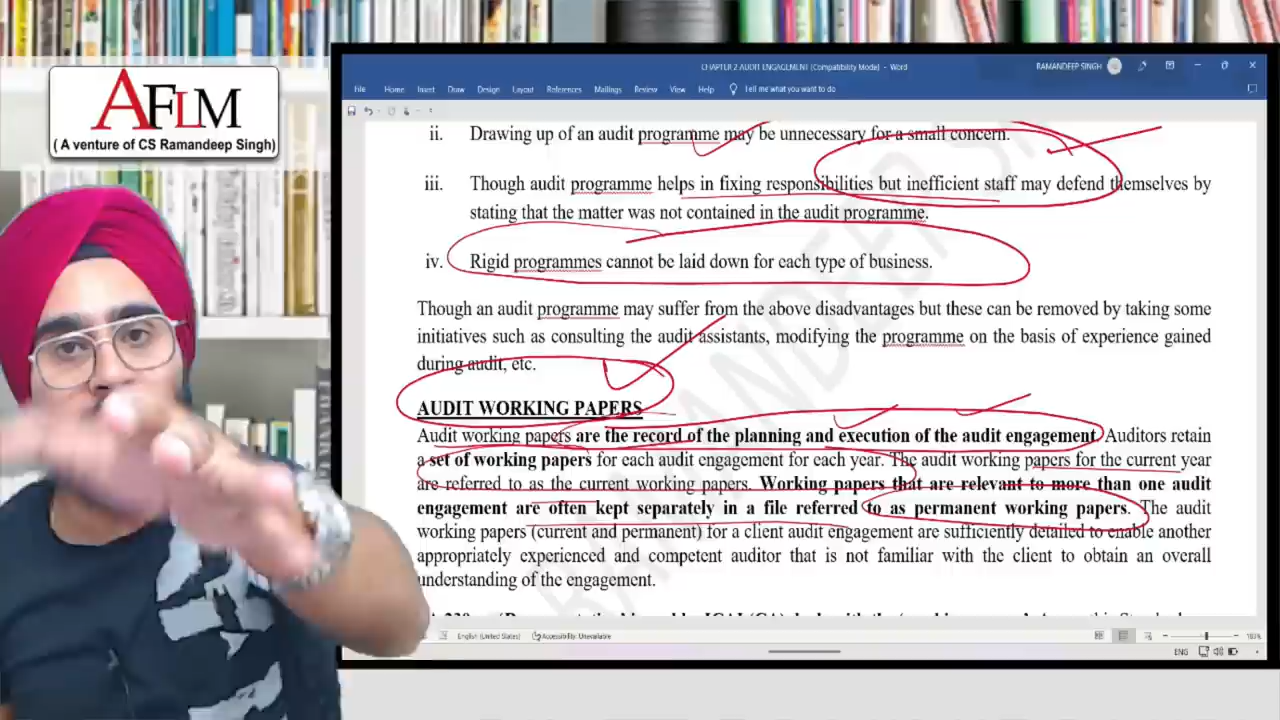 AFLM
( A venture of CS Ramandeep Singh)
CHAPTER 2 AUDIT ENGAGEMENT [Compatibility Mode] - Word
RAMANDEEP SINGH
File Home Insert Draw Design Layout References Mailings Review View Help Tell me what you want to do
ii. Drawing up of an audit programme may be unnecessary for a small concern.
iii. Though audit programme helps in fixing responsibilities but inefficient staff may defend themselves by
stating that the matter was not contained in the audit programme.
iv. Rigid programmes cannot be laid down for each type of business.
Though an audit programme may suffer from the above disadvantages but these can be removed by taking some
initiatives such as consulting the audit assistants, modifying the programme on the basis of experience gained
during audit, etc.
AUDIT WORKING PAPERS
Audit working papers are the record of the planning and execution of the audit engagement. Auditors retain
a set of working papers for each audit engagement for each year. The audit working papers for the current year
are referred to as the current working papers. Working papers that are relevant to more than one audit
engagement are often kept separately in a file referred to as permanent working papers. The audit
working papers (current and permanent) for a client audit engagement are sufficiently detailed to enable another
appropriately experienced and competent auditor that is not familiar with the client to obtain an overall
understanding of the engagement.
English (United States) Accessibility: Unavailable
ENG